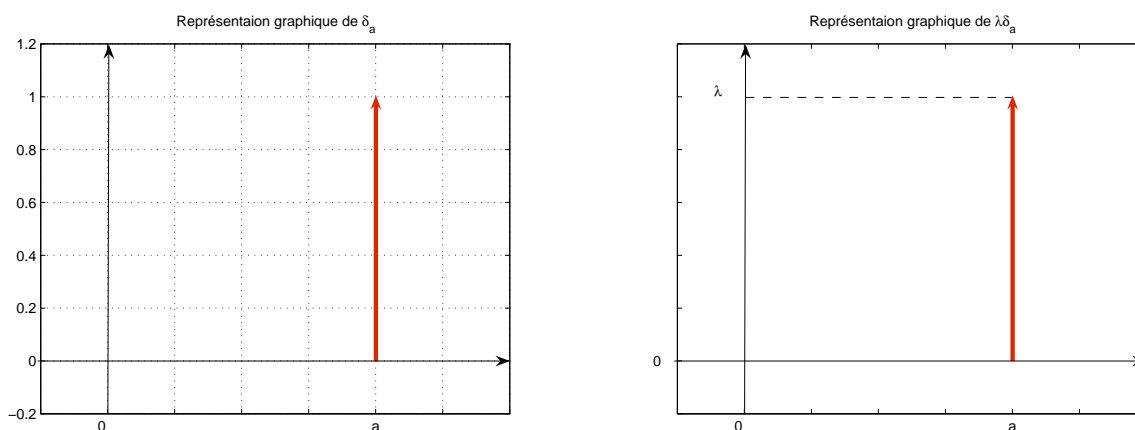 Représentaion graphique de δa
1.2
1
0.8
0.6
0.4
0.2
0
−0.2
0
a
Représentaion graphique de λδa
λ
0
0
a